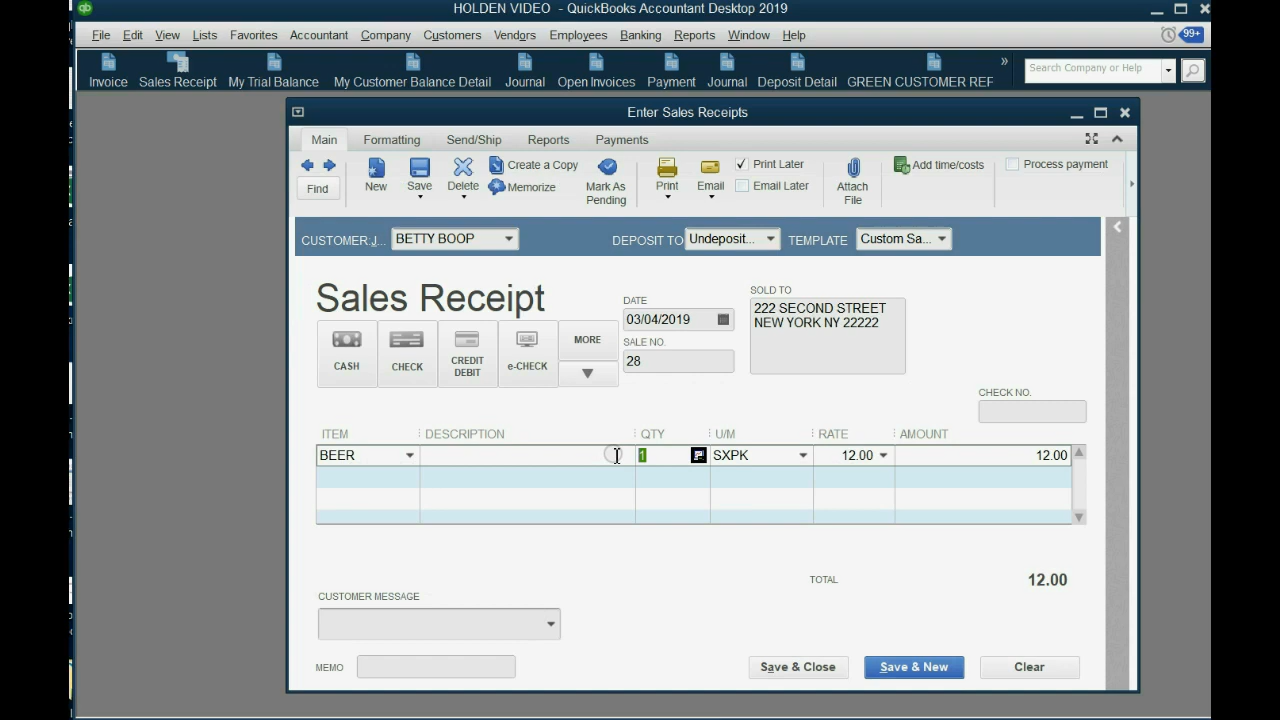 HOLDEN VIDEO - QuickBooks Accountant Desktop 2019
File Edit View Lists Favorites Accountant Company Customers Vendors Employees Banking Reports Window Help 99+
Invoice Sales Receipt My Trial Balance My Customer Balance Detail Journal Open Invoices Payment Journal Deposit Detail GREEN CUSTOMER REF » Search Company or Help
Enter Sales Receipts
Main Formatting Send/Ship Reports Payments
Find New Save Delete Create a Copy Memorize Mark As Pending Print Email Print Later Email Later Attach File Add time/costs Process payment
CUSTOMER:J... BETTY BOOP DEPOSIT TO Undeposit... TEMPLATE Custom Sa...
Sales Receipt
DATE
03/04/2019
SALE NO.
28
SOLD TO
222 SECOND STREET
NEW YORK NY 22222
CASH CHECK CREDIT DEBIT e-CHECK MORE
CHECK NO.
ITEM DESCRIPTION QTY U/M RATE AMOUNT
BEER 1 SXPK 12.00 12.00
TOTAL 12.00
CUSTOMER MESSAGE
MEMO
Save & Close Save & New Clear